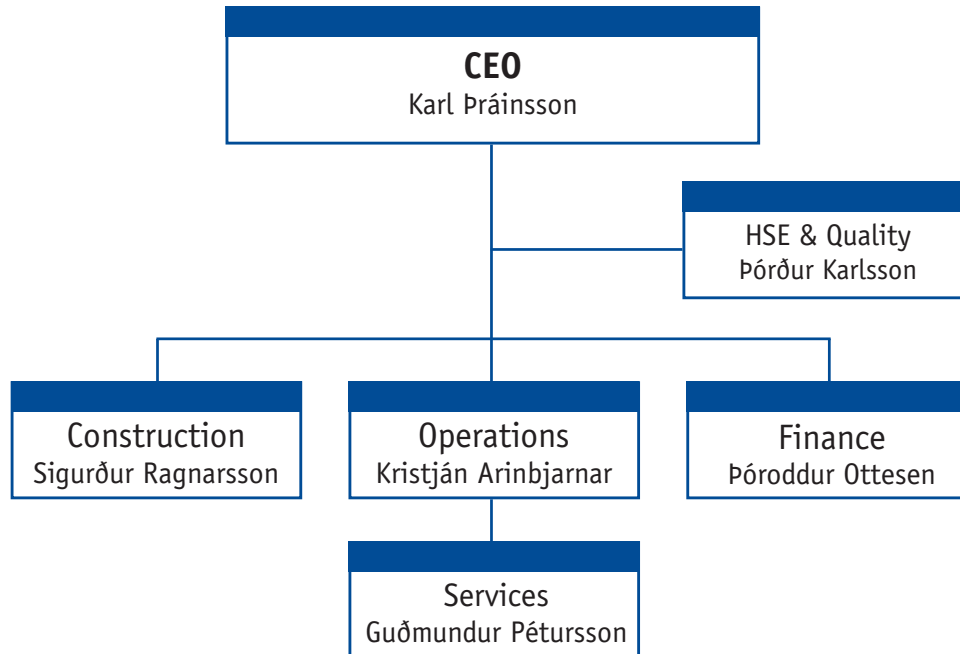 CEO
Karl Þráinsson
HSE & Quality
Þórður Karlsson
Construction
Sigurður Ragnarsson
Operations
Kristján Arinbjarnar
Finance
Þóroddur Ottesen
Services
Guðmundur Pétursson